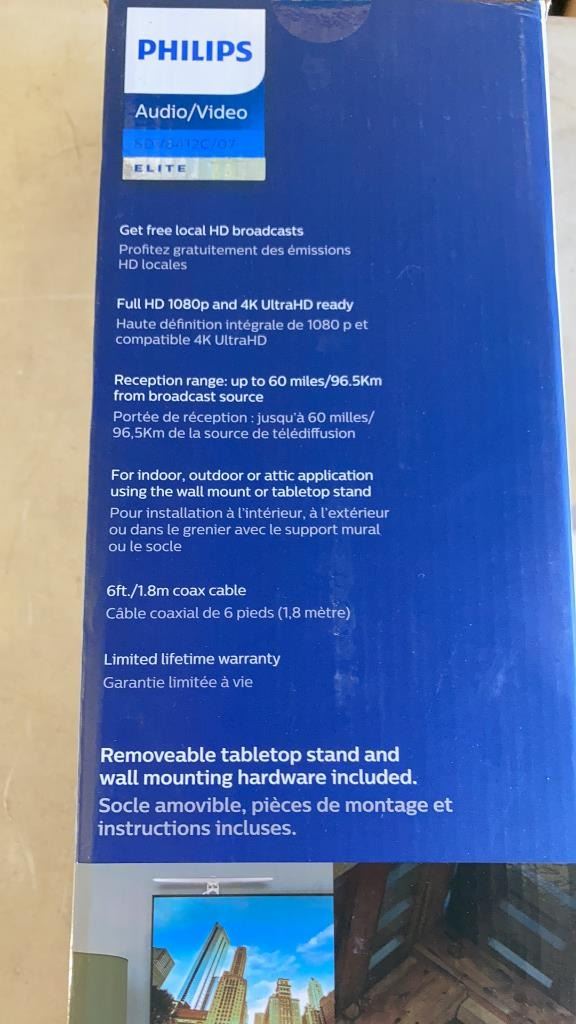 PHILIPS
Audio/Video
ELITE
Get free local HD broadcasts
Profitez gratuitement des émissions
HD locales
Full HD 1080p and 4K UltraHD ready
Haute définition intégrale de 1080 p et
compatible 4K UltraHD
Reception range: up to 60 miles/96.5Km
from broadcast source
Portée de réception : jusqu'à 60 milles/
96,5Km de la source de télédiffusion
For indoor, outdoor or attic application
using the wall mount or tabletop stand
Pour installation à l'intérieur, à l'extérieur
ou dans le grenier avec le support mural
ou le socle
6ft./1.8m coax cable
Câble coaxial de 6 pieds (1,8 mètre)
Limited lifetime warranty
Garantie limitée à vie
Removeable tabletop stand and
wall mounting hardware included.
Socle amovible, pièces de montage et
instructions incluses.